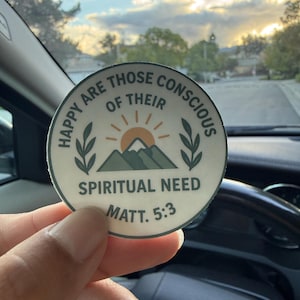 HAPPY ARE THOSE CONSCIOUS
OF THEIR
SPIRITUAL NEED
MATT. 5:3